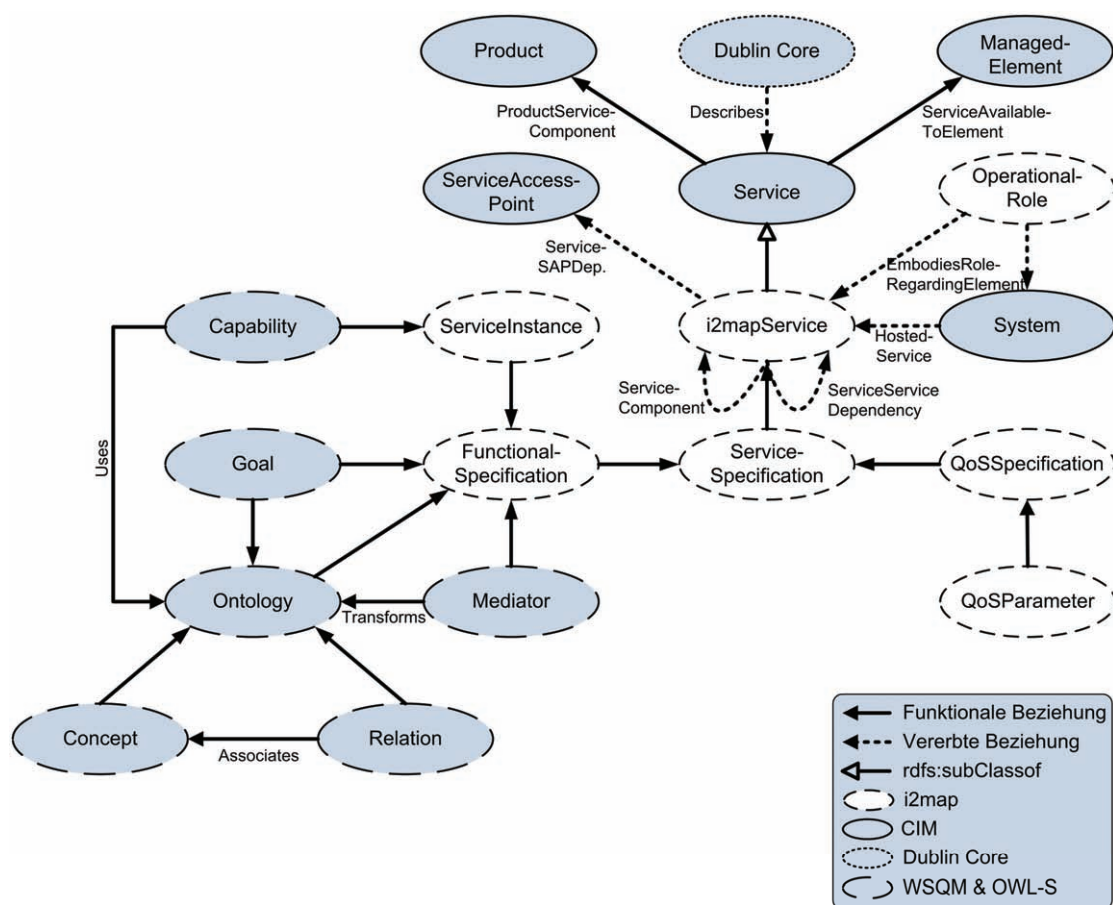 Product
Dublin Core
Managed-
Element
ProductService-
Component
Describes
ServiceAvailable-
ToElement
ServiceAccess-
Point
Service
Operational-
Role
Service-
SAPDep.
EmbodiesRole-
RegardingElement
Capability
ServiceInstance
i2mapService
System
Hosted-
Service
Service-
Component
ServiceService
Dependency
Uses
Goal
Functional-
Specification
Service-
Specification
QoSSpecification
Ontology
Transforms
Mediator
QoSParameter
Concept
Associates
Relation
Funktionale Beziehung
Vererbte Beziehung
rdfs:subClassof
i2map
CIM
Dublin Core
WSQM & OWL-S